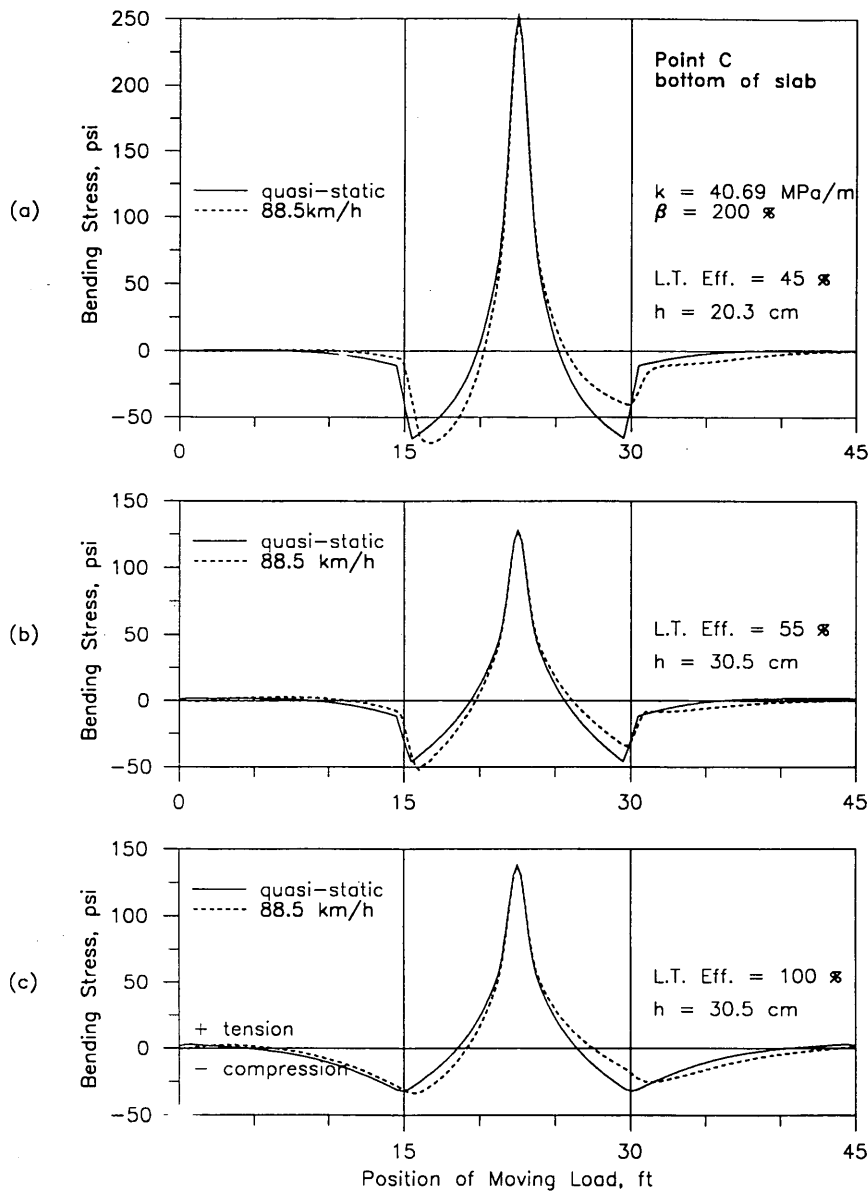 (a)
Bending Stress, psi
250
200
150
100
50
0
−50
quasi−static
88.5km/h
Point C
bottom of slab
k = 40.69 MPa/m
β = 200 %
L.T. Eff. = 45 %
h = 20.3 cm
0
15
30
45
(b)
Bending Stress, psi
150
100
50
0
−50
quasi−static
88.5 km/h
L.T. Eff. = 55 %
h = 30.5 cm
0
15
30
45
(c)
Bending Stress, psi
150
100
50
0
−50
quasi−static
88.5 km/h
L.T. Eff. = 100 %
h = 30.5 cm
+ tension
− compression
15
30
45
Position of Moving Load, ft